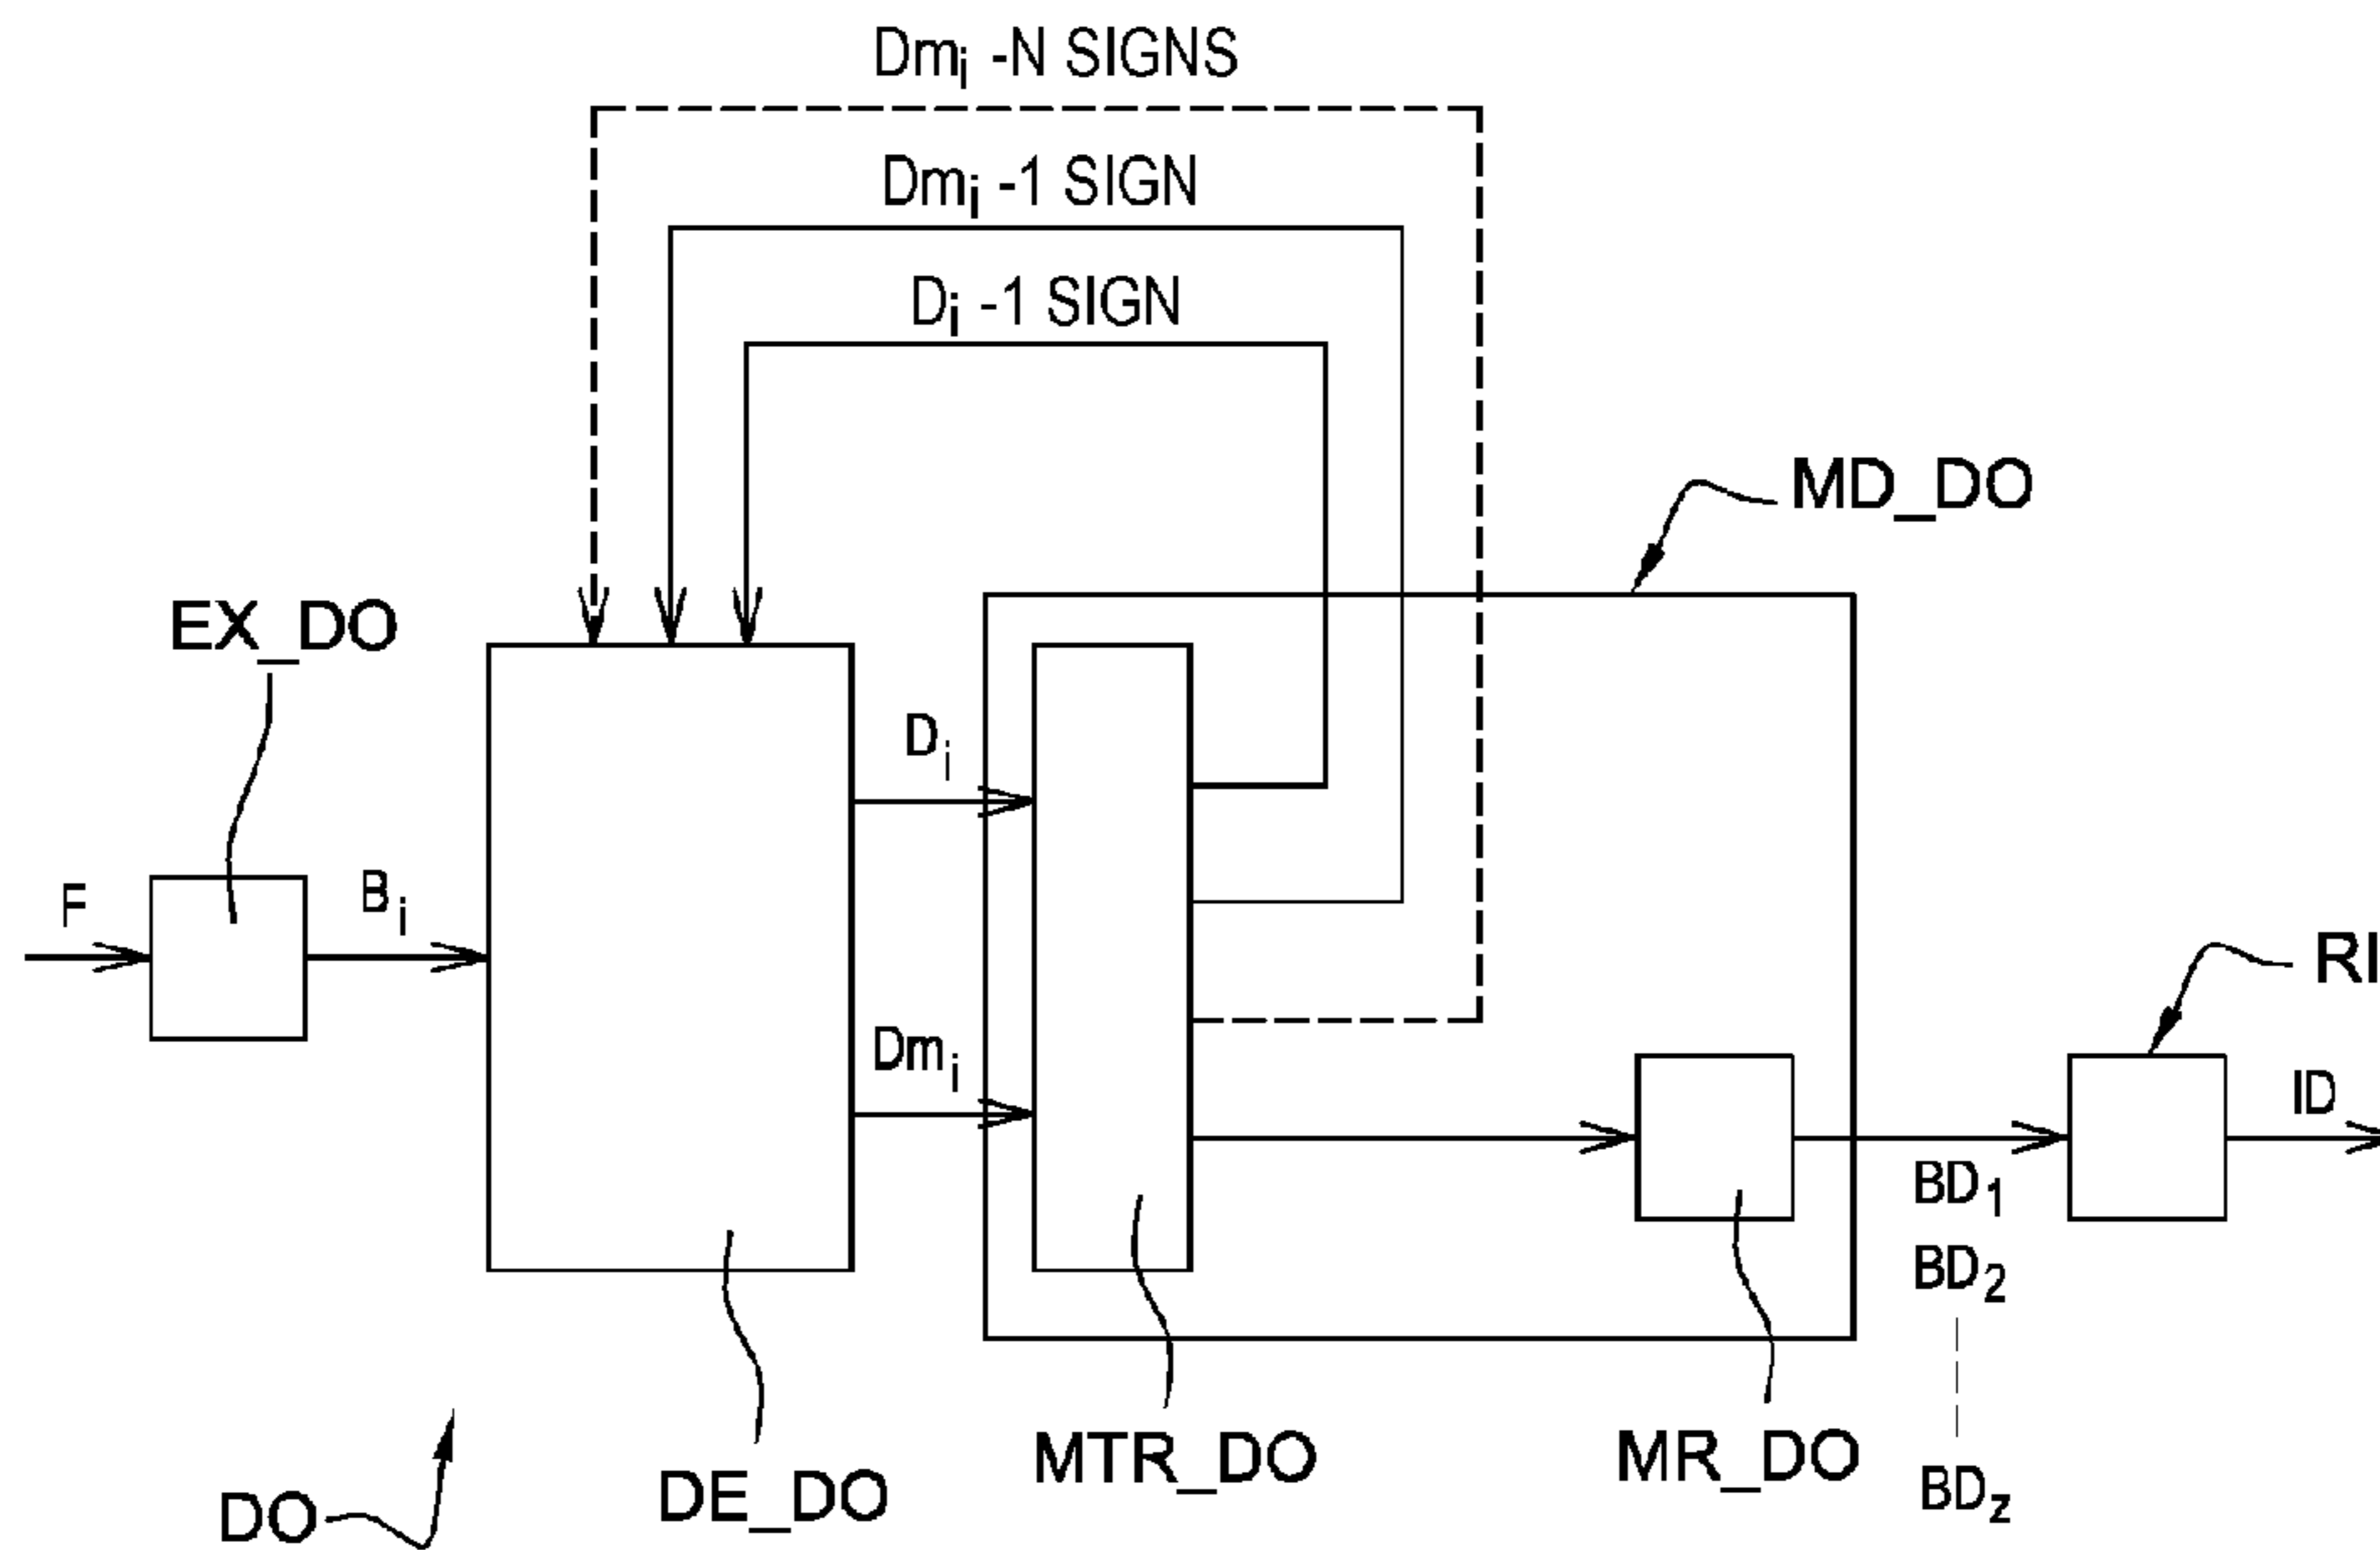 Dmi -N SIGNS
Dmi -1 SIGN
Di -1 SIGN
MD_DO
EX_DO
Di
F
Bi
RI
Dmi
ID
BD1
BD2
BDz
MTR_DO
MR_DO
DE_DO
DO